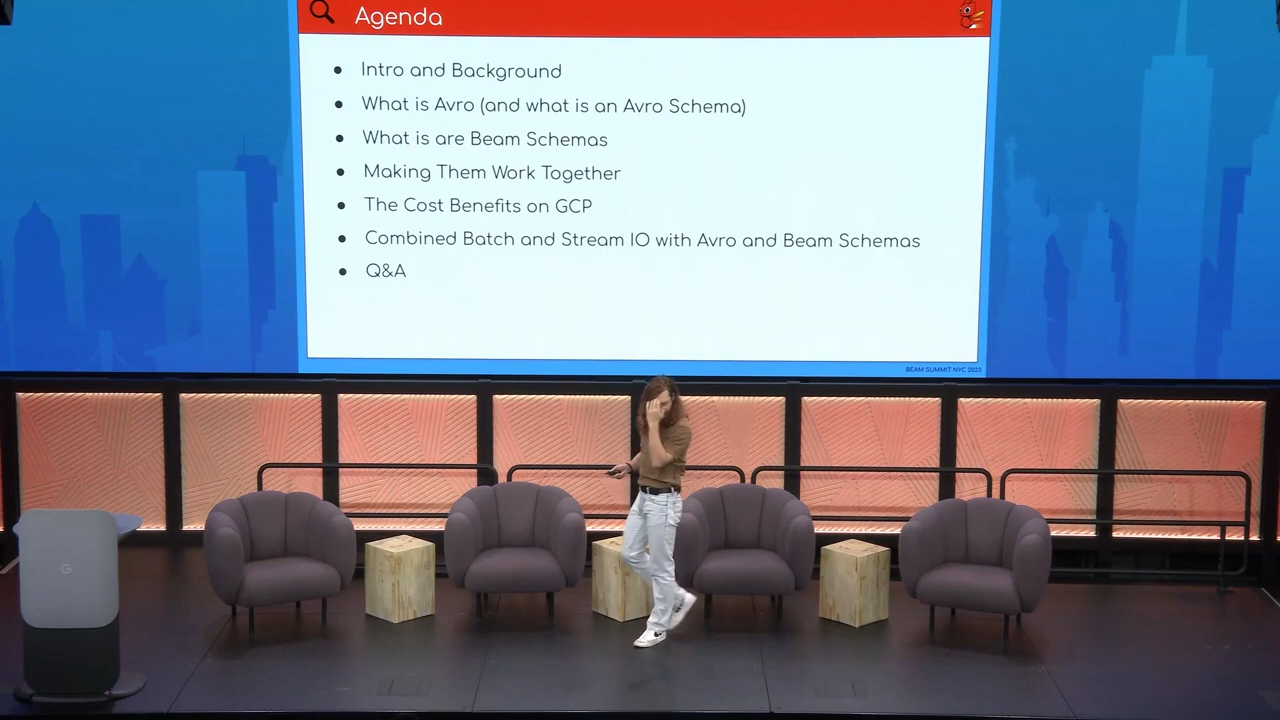 Agenda
Intro and Background
What is Avro (and what is an Avro Schema)
What is are Beam Schemas
Making Them Work Together
The Cost Benefits on GCP
Combined Batch and Stream IO with Avro and Beam Schemas
Q&A
BEAM SUMMIT NYC 2023
G